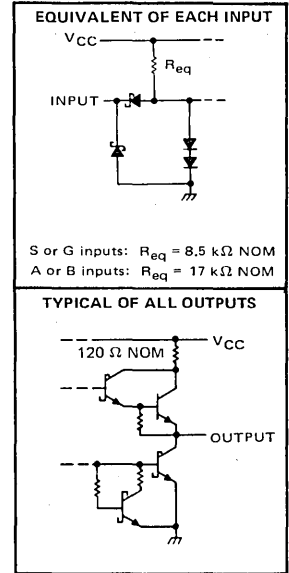 EQUIVALENT OF EACH INPUT
VCC
Req
INPUT
S or G inputs: Req = 8.5 kΩ NOM
A or B inputs: Req = 17 kΩ NOM
TYPICAL OF ALL OUTPUTS
VCC
120 Ω NOM
OUTPUT